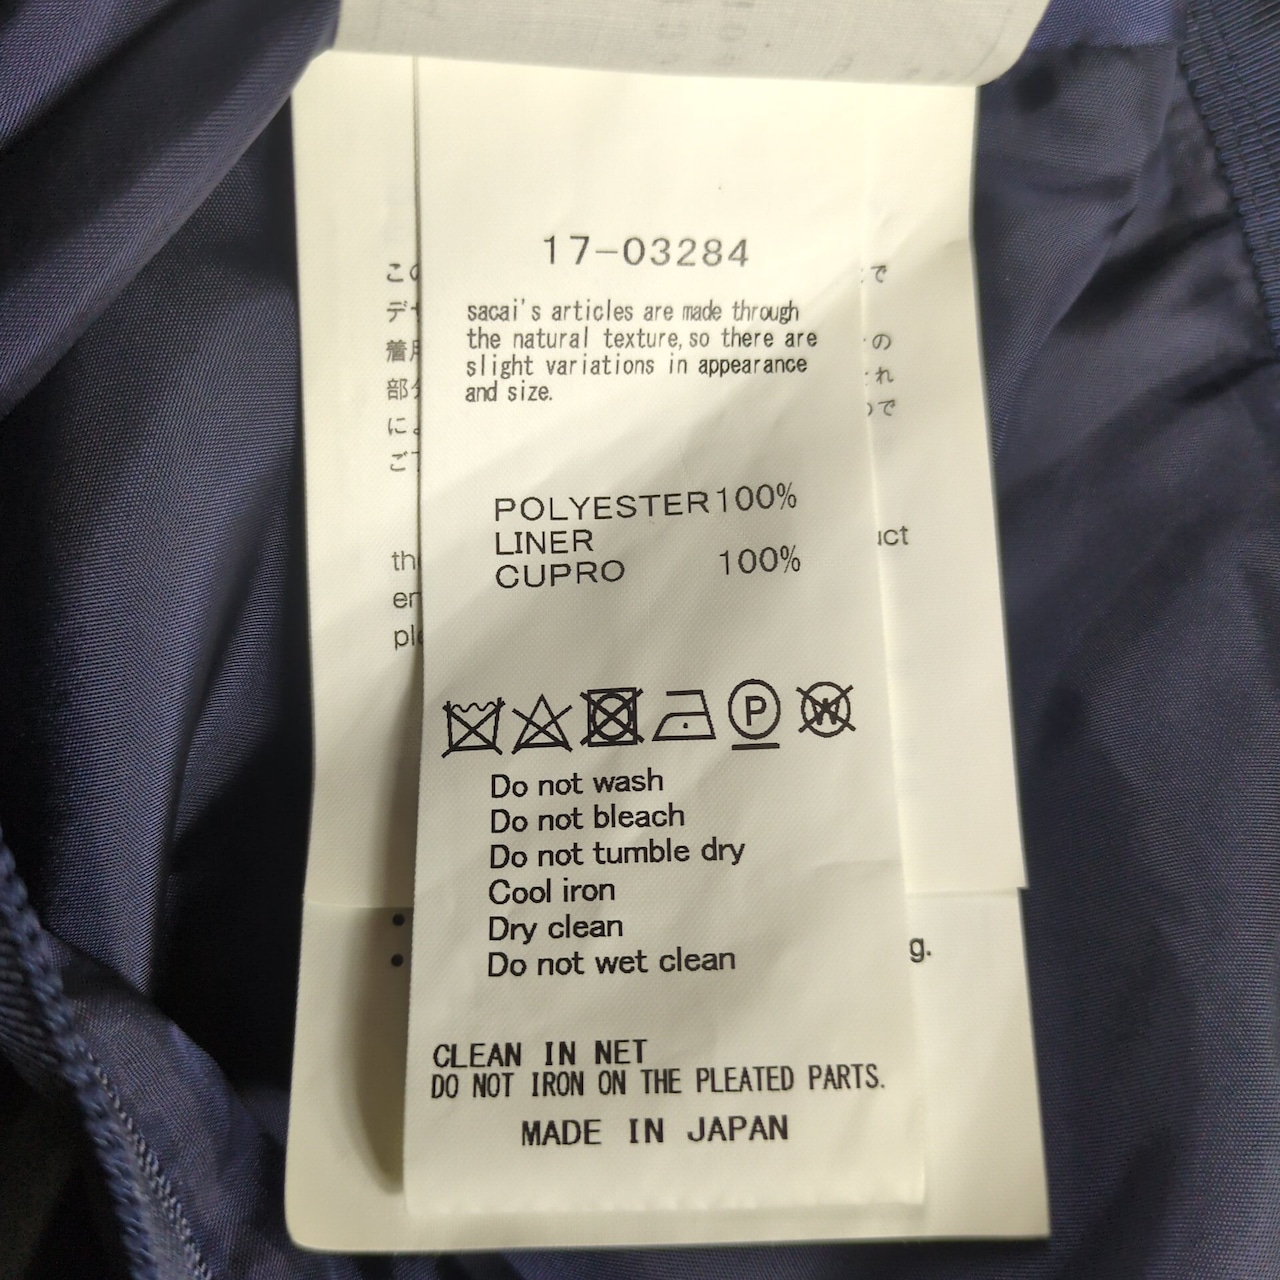 17-03284
sacai's articles are made through
the natural texture, so there are
slight variations in appearance
and size.
POLYESTER 100%
LINER
CUPRO 100%
P
W
Do not wash
Do not bleach
Do not tumble dry
Cool iron
Dry clean
Do not wet clean
CLEAN IN NET
DO NOT IRON ON THE PLEATED PARTS.
MADE IN JAPAN